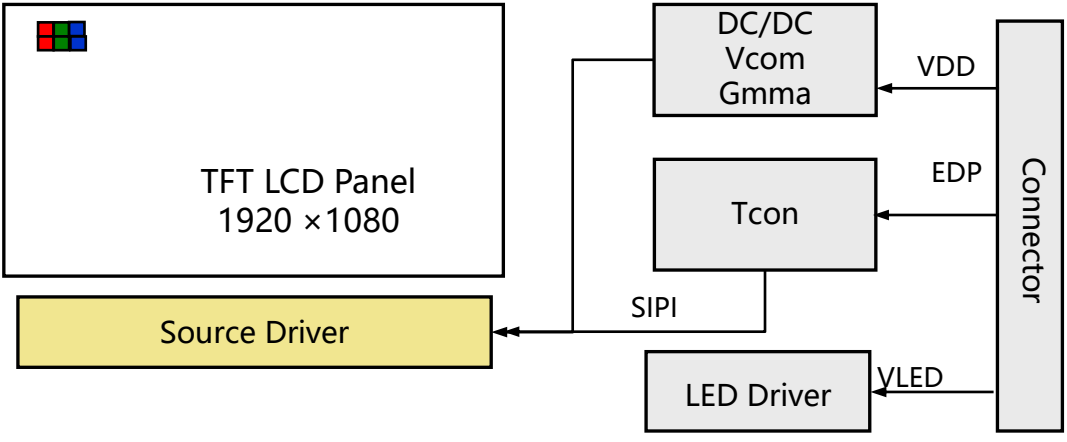 DC/DC
Vcom
Gmma
VDD
TFT LCD Panel
1920 ×1080
Tcon
EDP
Connector
Source Driver
SIPI
LED Driver
VLED